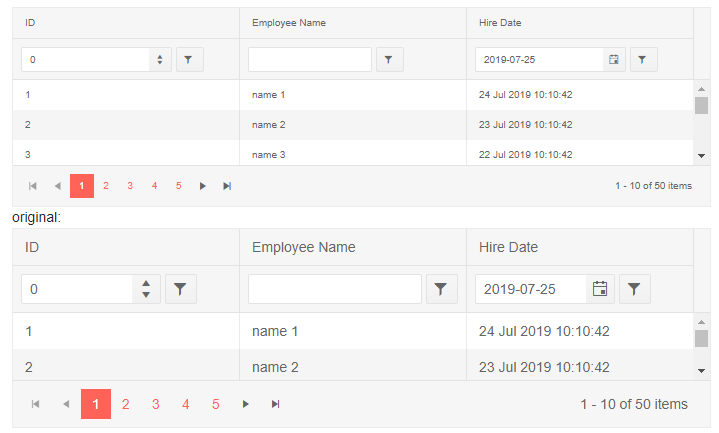 ID Employee Name Hire Date
0 2019-07-25
1 name 1 24 Jul 2019 10:10:42
2 name 2 23 Jul 2019 10:10:42
3 name 3 22 Jul 2019 10:10:42
1 2 3 4 5 1 - 10 of 50 items
original:
ID Employee Name Hire Date
0 2019-07-25
1 name 1 24 Jul 2019 10:10:42
2 name 2 23 Jul 2019 10:10:42
1 2 3 4 5 1 - 10 of 50 items